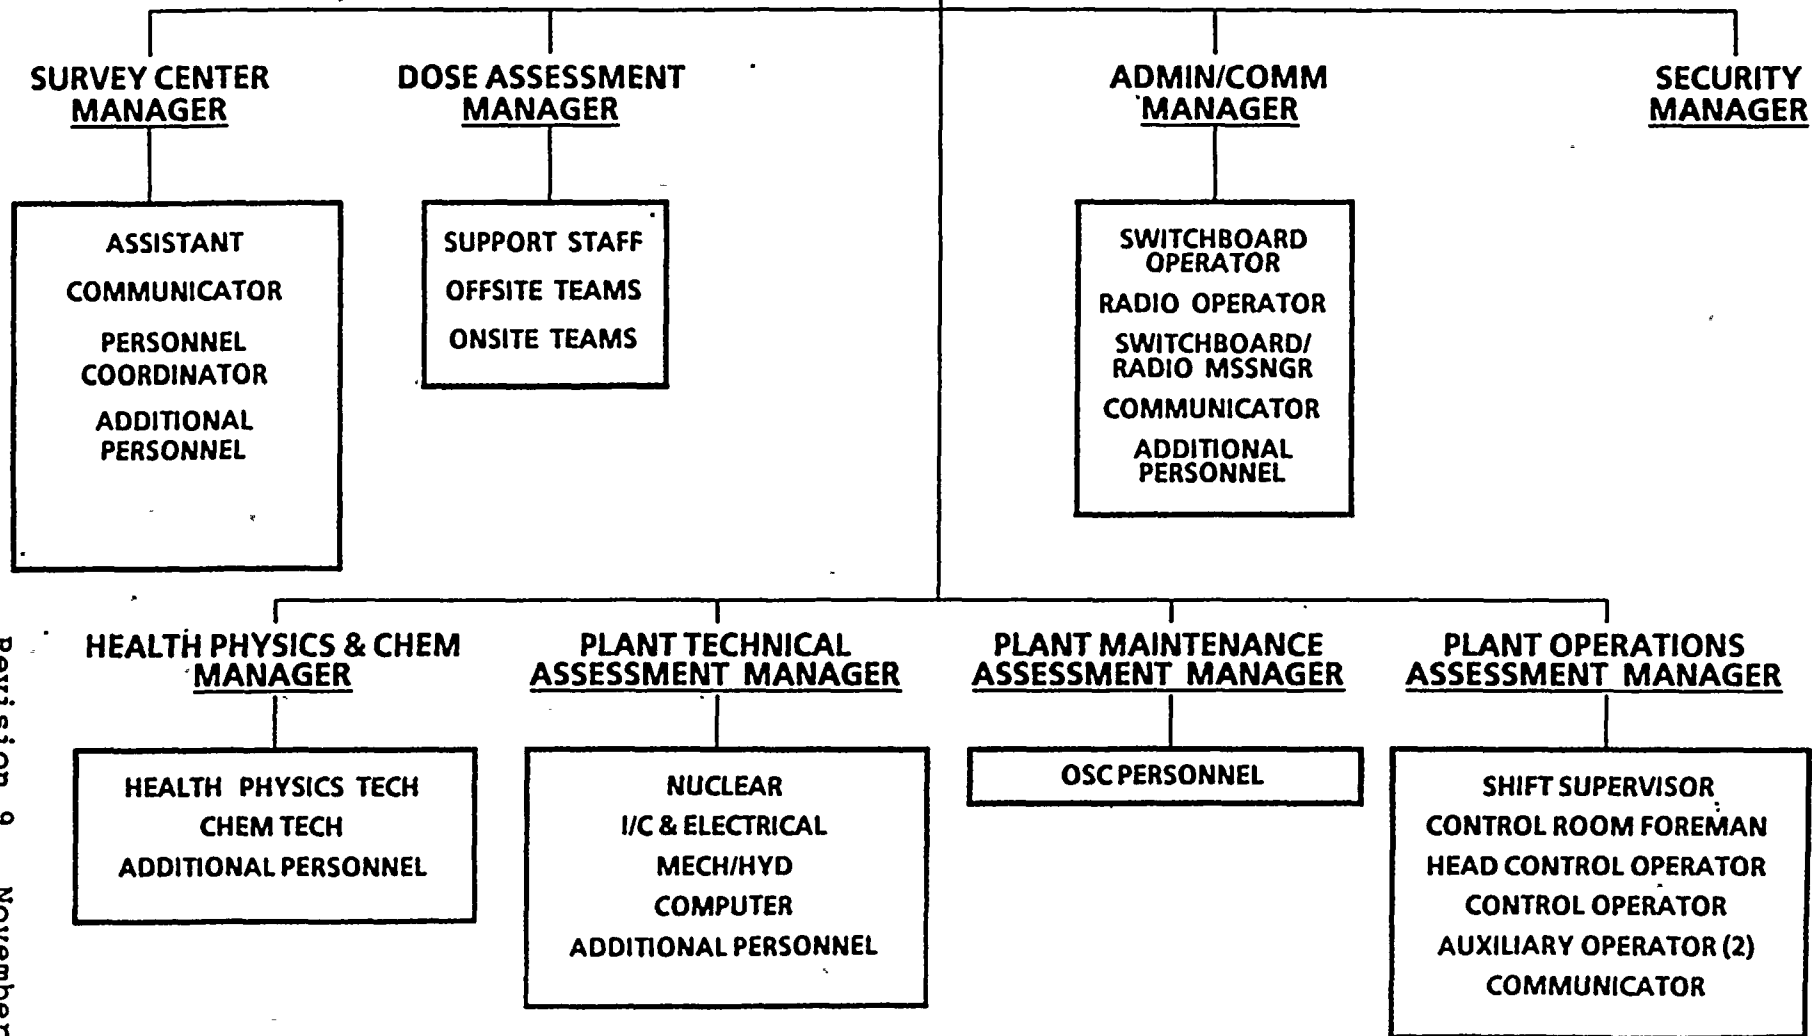 SURVEY CENTER
MANAGER
DOSE ASSESSMENT
MANAGER
ADMIN/COMM
MANAGER
SECURITY
MANAGER
ASSISTANT
COMMUNICATOR
PERSONNEL
COORDINATOR
ADDITIONAL
PERSONNEL
SUPPORT STAFF
OFFSITE TEAMS
ONSITE TEAMS
SWITCHBOARD
OPERATOR
RADIO OPERATOR
SWITCHBOARD/
RADIO MSSNGR
COMMUNICATOR
ADDITIONAL
PERSONNEL
HEALTH PHYSICS & CHEM
MANAGER
PLANT TECHNICAL
ASSESSMENT MANAGER
PLANT MAINTENANCE
ASSESSMENT MANAGER
PLANT OPERATIONS
ASSESSMENT MANAGER
HEALTH PHYSICS TECH
CHEM TECH
ADDITIONAL PERSONNEL
NUCLEAR
I/C & ELECTRICAL
MECH/HYD
COMPUTER
ADDITIONAL PERSONNEL
OSC PERSONNEL
SHIFT SUPERVISOR
CONTROL ROOM FOREMAN
HEAD CONTROL OPERATOR
CONTROL OPERATOR
AUXILIARY OPERATOR (2)
COMMUNICATOR
Revision 9 November